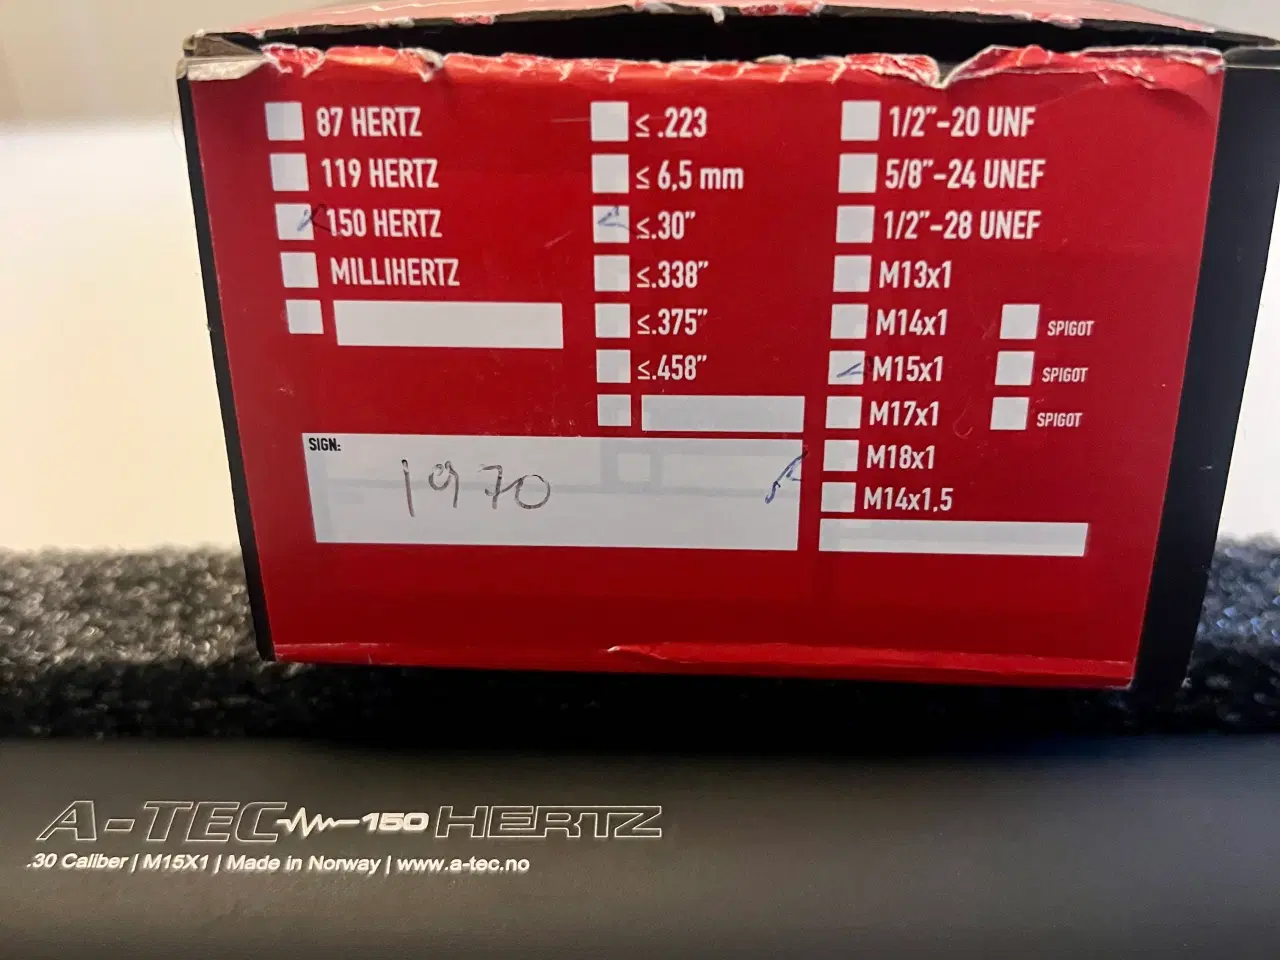 87 HERTZ
119 HERTZ
150 HERTZ
MILLIHERTZ
≤ .223
≤ 6,5 mm
≤.30"
≤.338"
≤.375"
≤.458"
1/2"-20 UNF
5/8"-24 UNEF
1/2"-28 UNEF
M13x1
M14x1 SPIGOT
M15x1 SPIGOT
M17x1 SPIGOT
M18x1
M14x1,5
SIGN:
1970
A-TEC 150 HERTZ
.30 Caliber | M15X1 | Made in Norway | www.a-tec.no